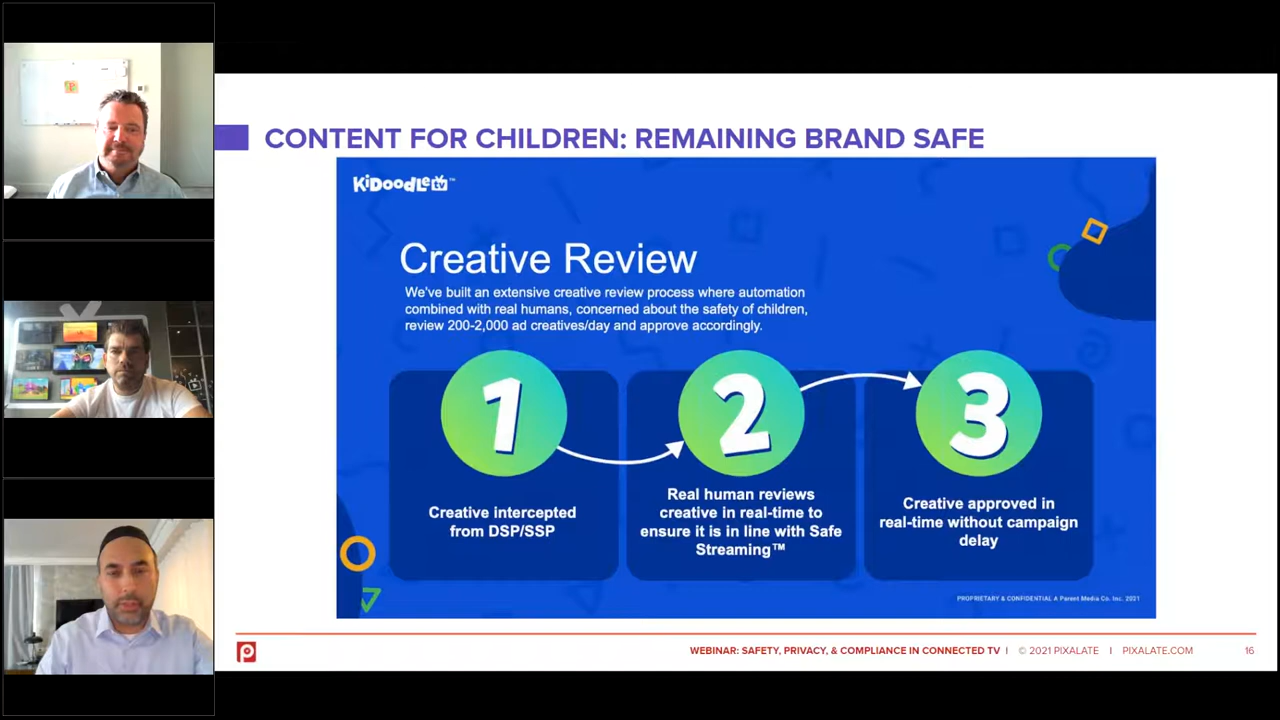 CONTENT FOR CHILDREN: REMAINING BRAND SAFE
KiDoodLe tv™
Creative Review
We've built an extensive creative review process where automation
combined with real humans, concerned about the safety of children,
review 200-2,000 ad creatives/day and approve accordingly.
1
2
3
Creative intercepted
from DSP/SSP
Real human reviews
creative in real-time to
ensure it is in line with Safe
Streaming™
Creative approved in
real-time without campaign
delay
PROPRIETARY & CONFIDENTIAL A Parent Media Co. Inc. 2021
WEBINAR: SAFETY, PRIVACY, & COMPLIANCE IN CONNECTED TV I © 2021 PIXALATE I PIXALATE.COM 16